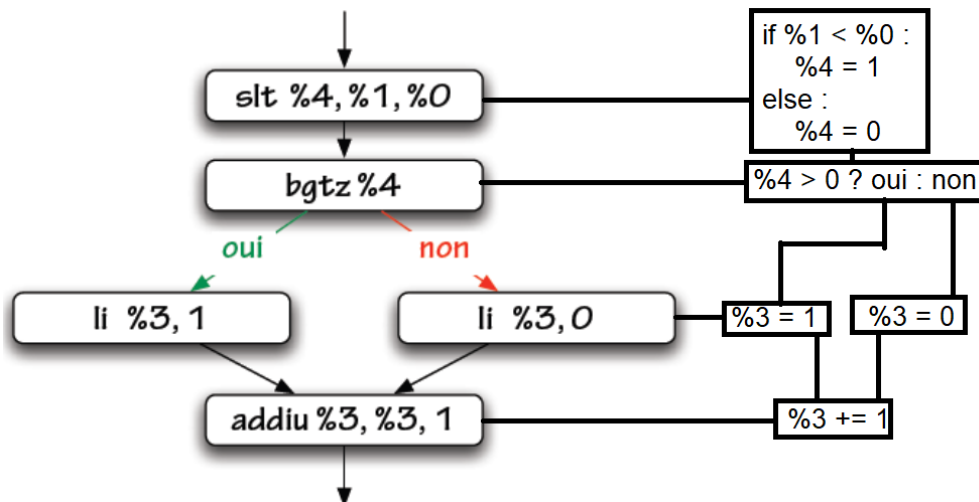 slt %4, %1, %0
if %1 < %0 :
%4 = 1
else :
%4 = 0
bgtz %4
%4 > 0 ? oui : non
oui
non
li %3, 1
li %3, 0
%3 = 1
%3 = 0
addiu %3, %3, 1
%3 += 1